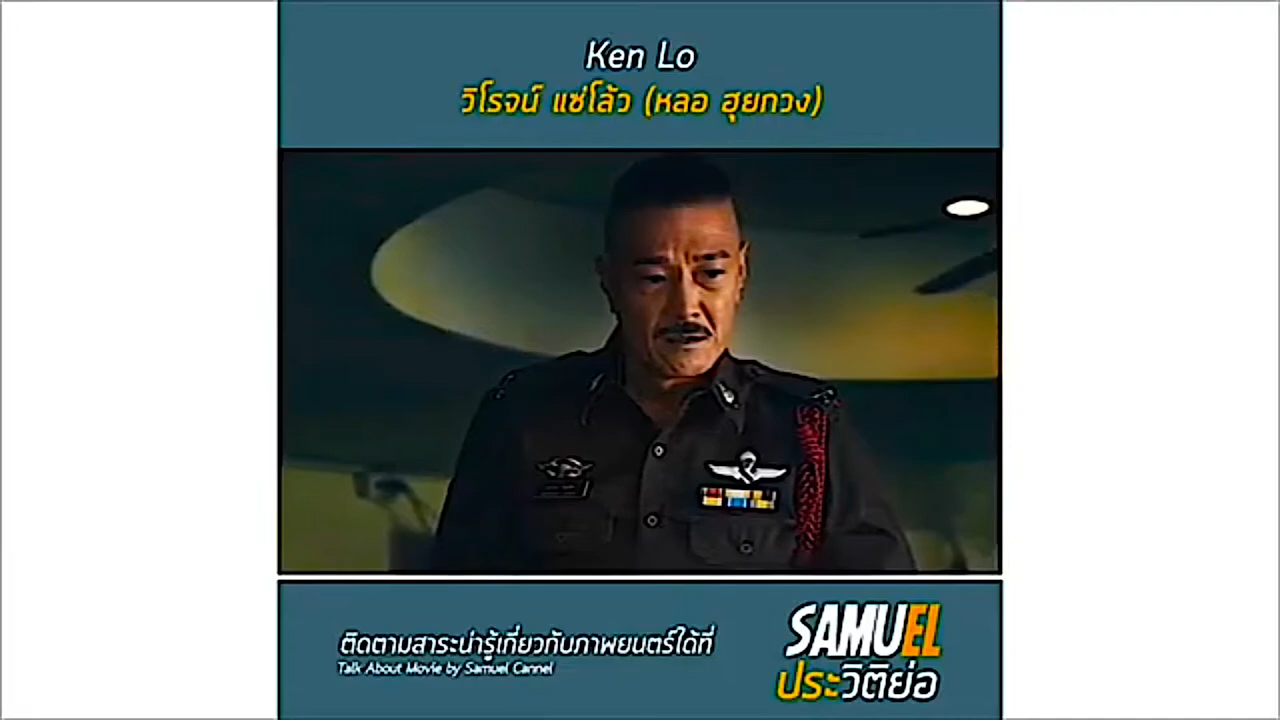 Ken Lo
วิโรจน์ แซ่โล้ว (หลอ ฮุยกวง)
ติดตามสาระน่ารู้เกี่ยวกับภาพยนตร์ได้ที่
Talk About Movie by Samuel Cannel
SAMUEL
ประวิติย่อ